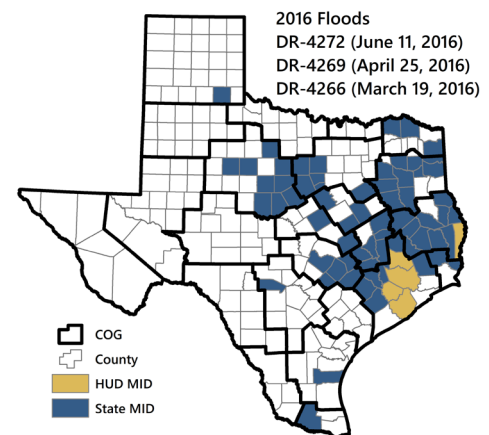 2016 Floods
DR-4272 (June 11, 2016)
DR-4269 (April 25, 2016)
DR-4266 (March 19, 2016)
COG
County
HUD MID
State MID